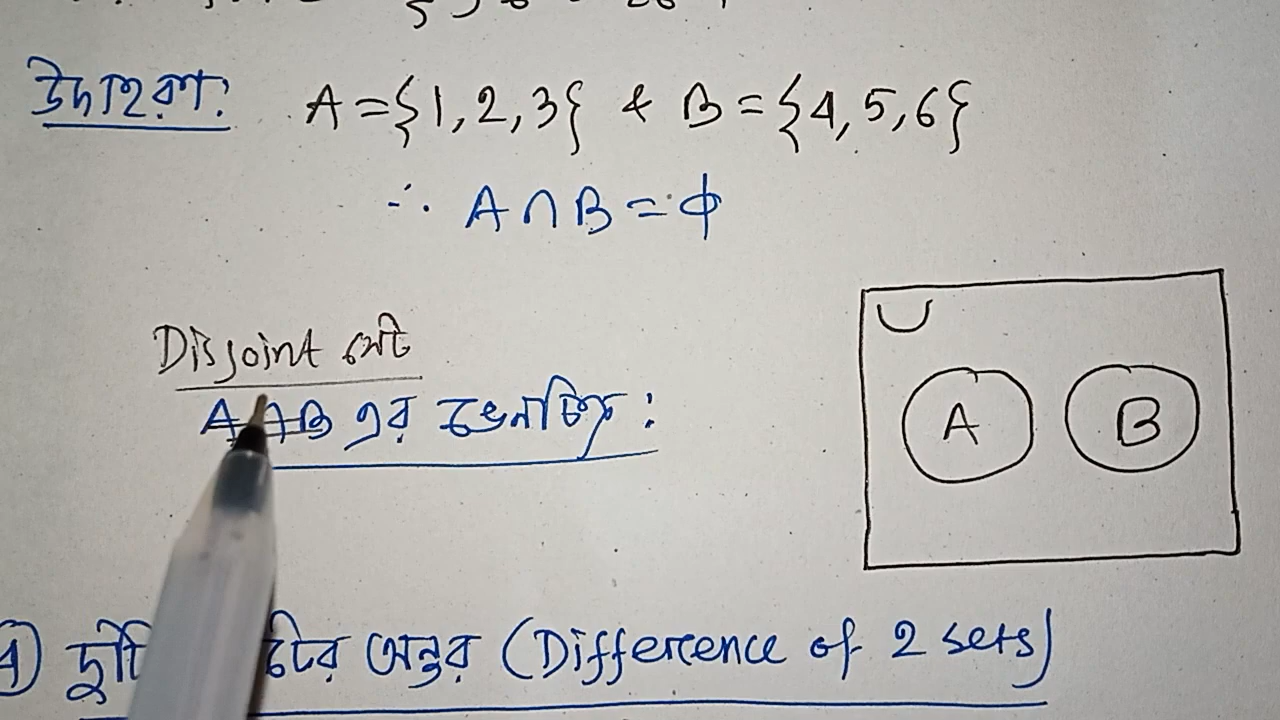 উদাহরণ: A = {1, 2, 3} & B = {4, 5, 6}
∴ A ∩ B = ϕ
U
A B
Disjoint সেট
A∩B এর ভেনচিত্র :
4) দুটি সেটের অন্তর (Difference of 2 sets)